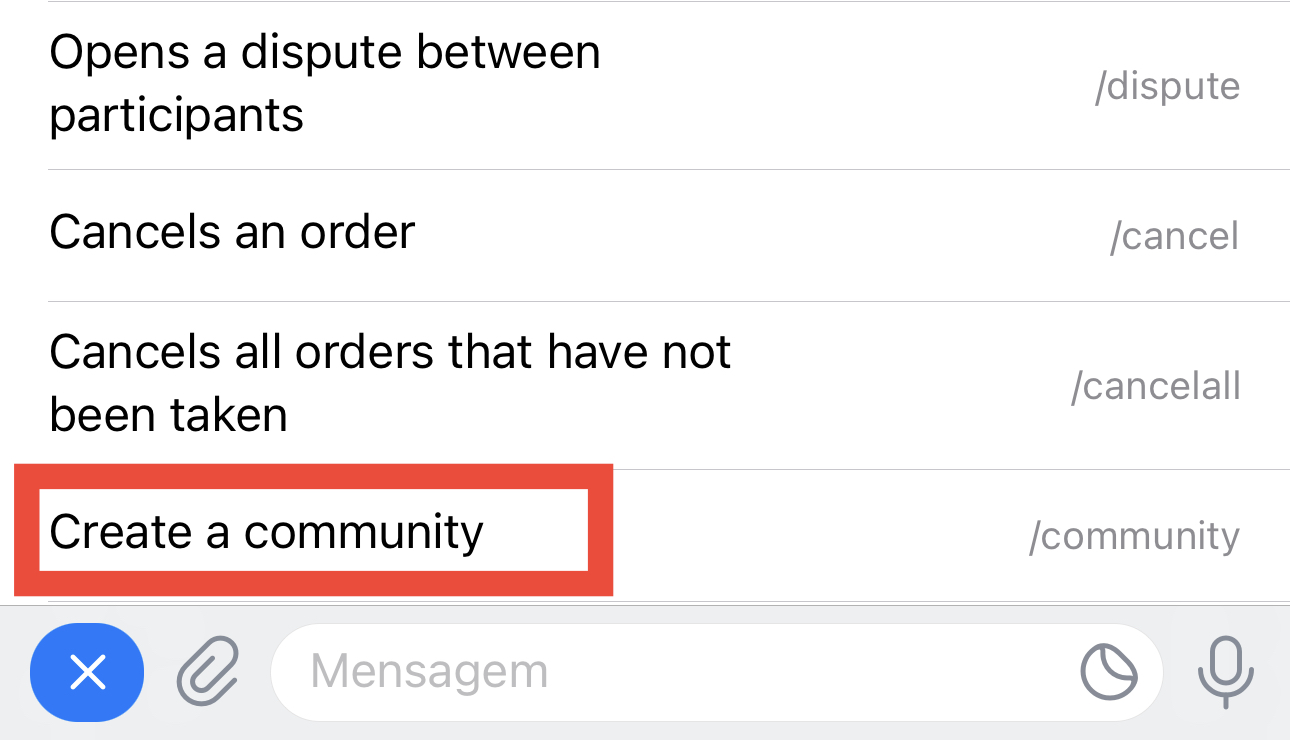 Opens a dispute between
participants
/dispute
Cancels an order
/cancel
Cancels all orders that have not
been taken
/cancelall
Create a community
/community
Mensagem